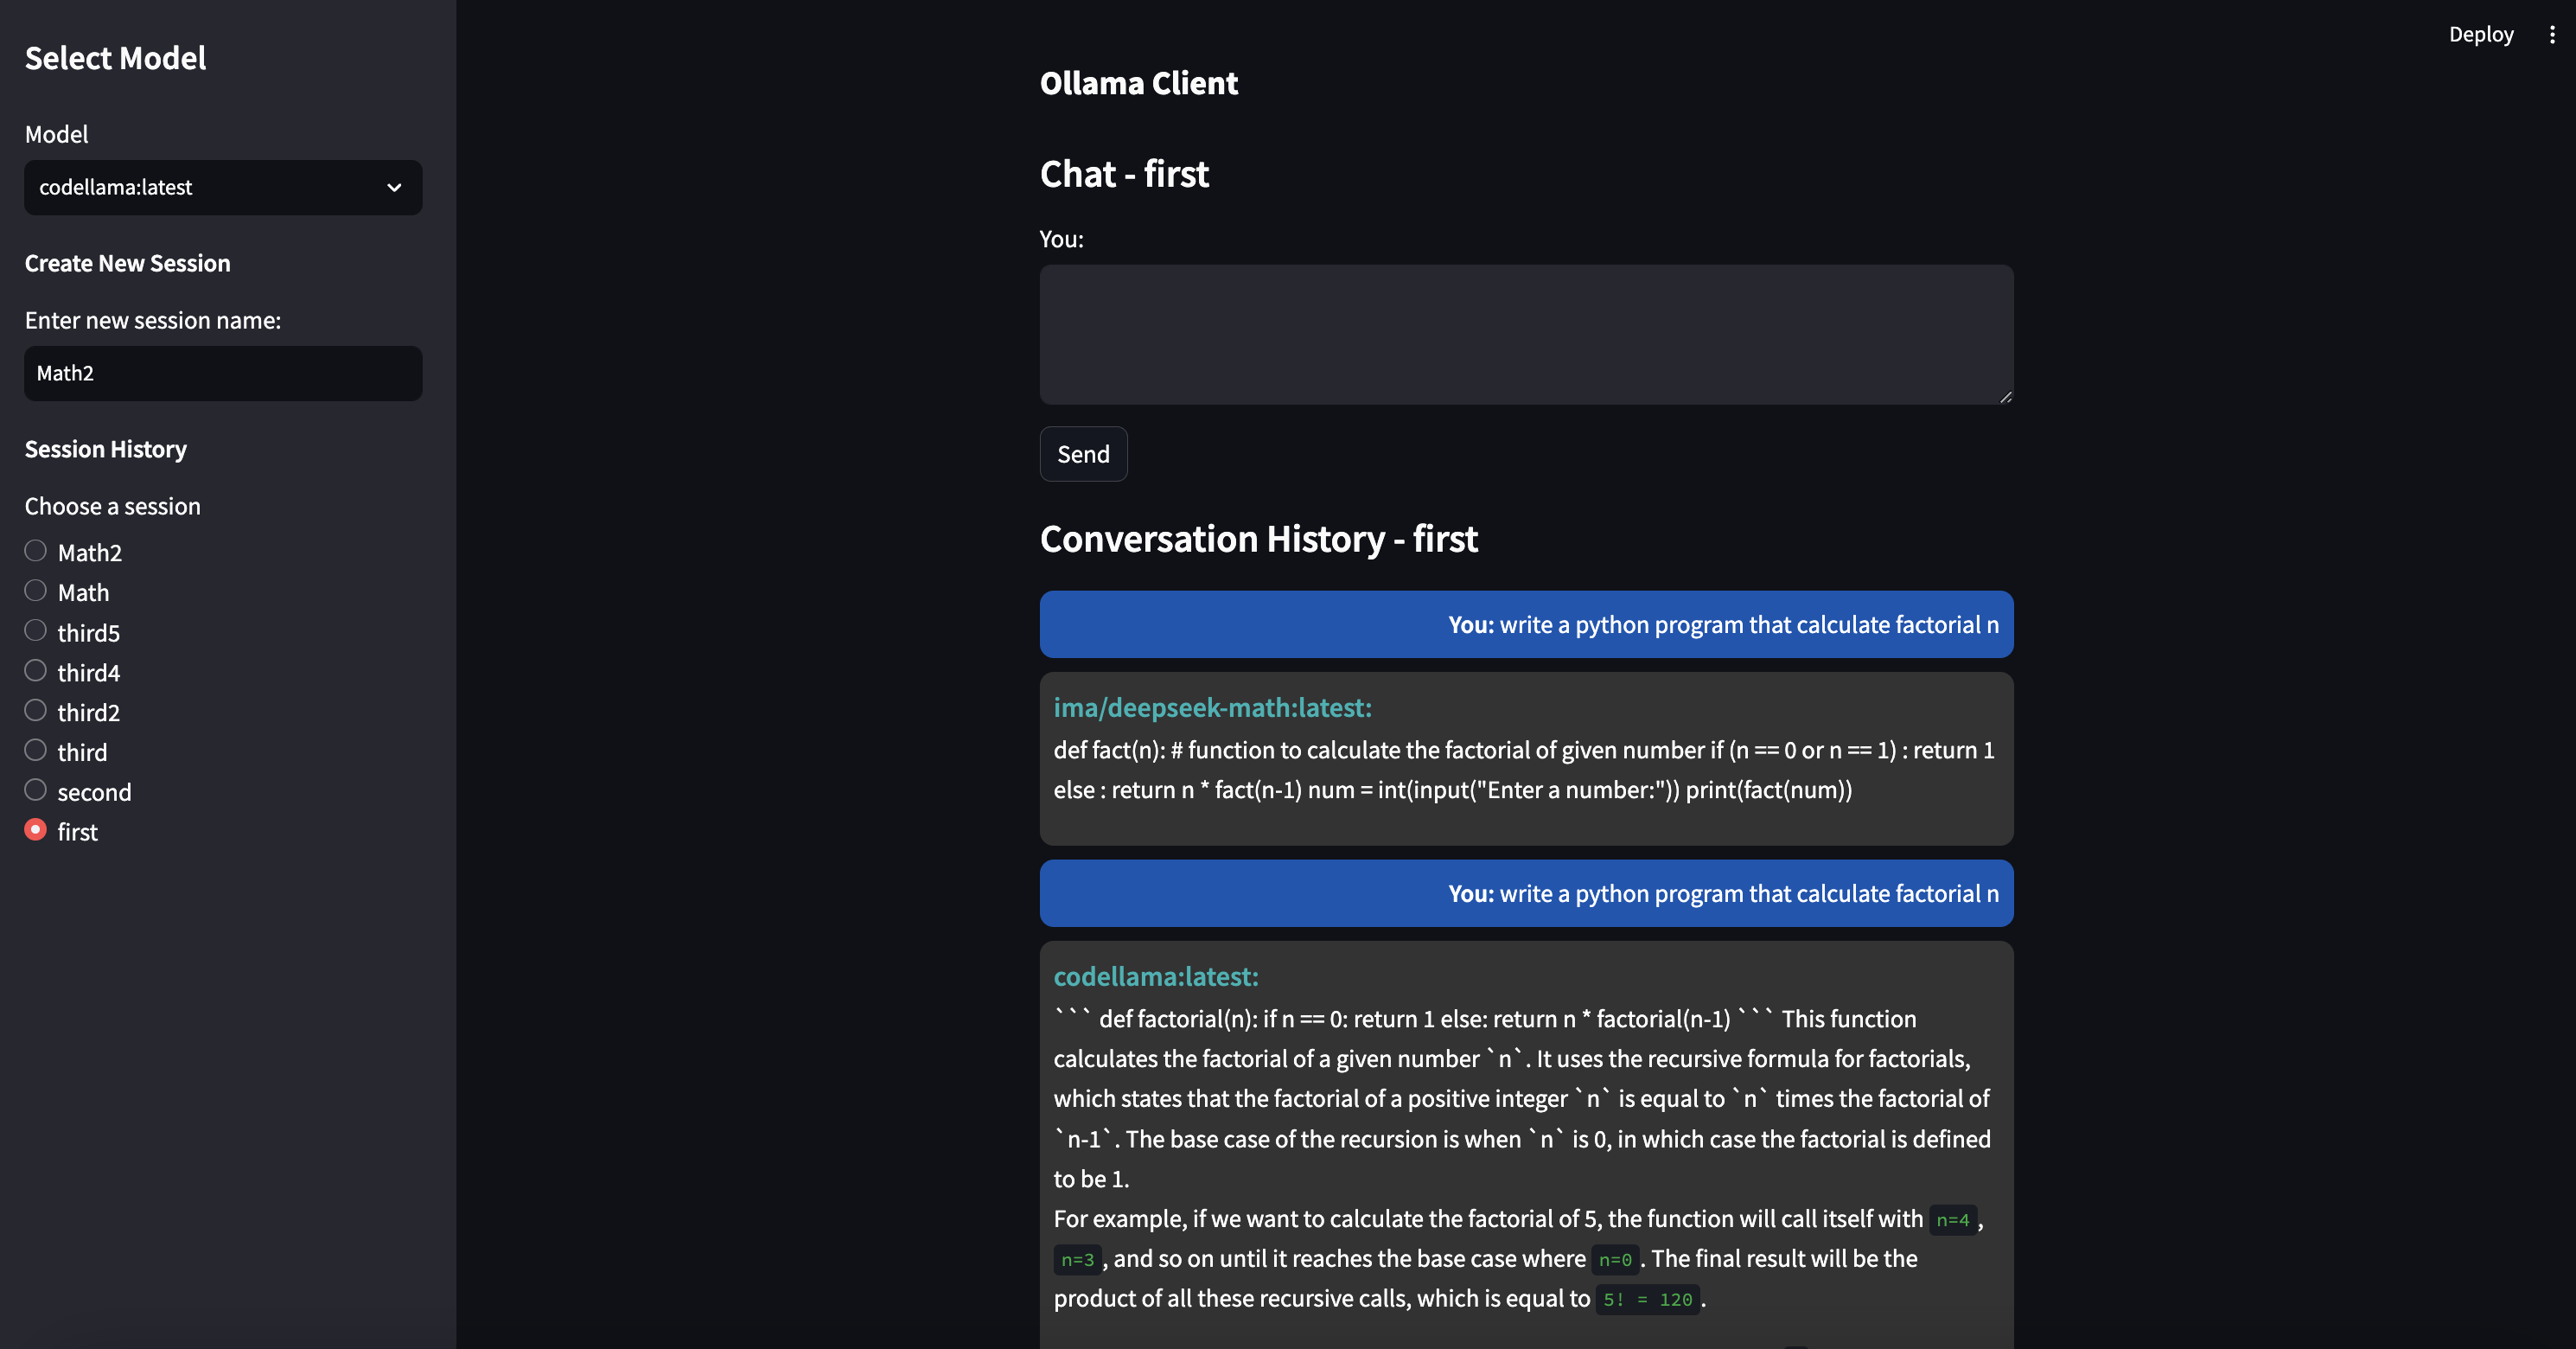 Select Model
Model
codellama:latest
Create New Session
Enter new session name:
Math2
Session History
Choose a session
Math2
Math
third5
third4
third2
third
second
first
Deploy
Ollama Client
Chat - first
You:
Send
Conversation History - first
You: write a python program that calculate factorial n
ima/deepseek-math:latest:
def fact(n): # function to calculate the factorial of given number if (n == 0 or n == 1) : return 1
else : return n * fact(n-1) num = int(input("Enter a number:")) print(fact(num))
You: write a python program that calculate factorial n
codellama:latest:
``` def factorial(n): if n == 0: return 1 else: return n * factorial(n-1) ``` This function
calculates the factorial of a given number `n`. It uses the recursive formula for factorials,
which states that the factorial of a positive integer `n` is equal to `n` times the factorial of
`n-1`. The base case of the recursion is when `n` is 0, in which case the factorial is defined
to be 1.
For example, if we want to calculate the factorial of 5, the function will call itself with n=4,
n=3, and so on until it reaches the base case where n=0. The final result will be the
product of all these recursive calls, which is equal to 5! = 120.